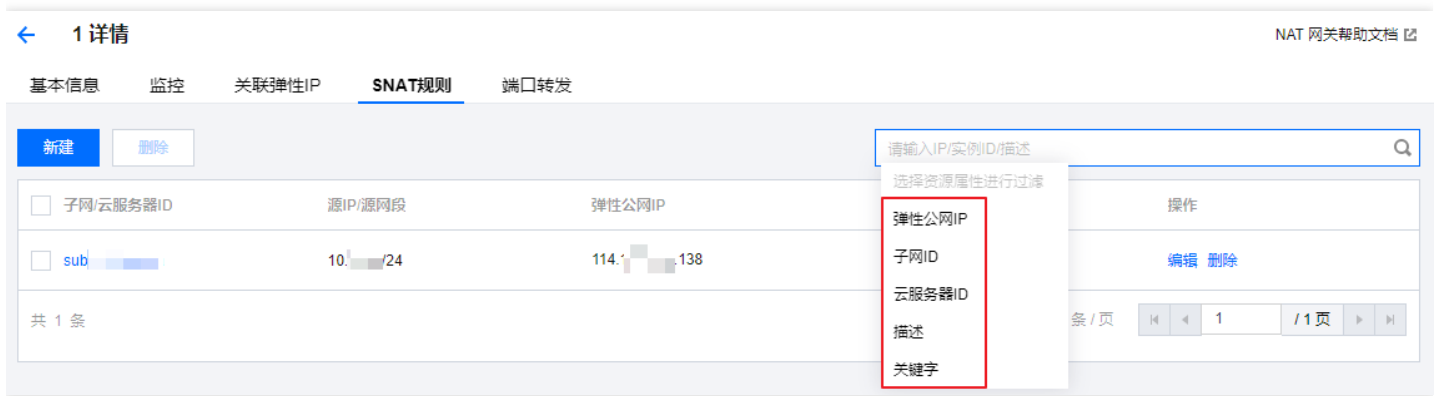 1 详情
NAT 网关帮助文档
基本信息 监控 关联弹性IP SNAT规则 端口转发
新建 删除
请输入IP/实例ID/描述
选择资源属性进行过滤
弹性公网IP
子网ID
云服务器ID
描述
关键字
子网/云服务器ID 源IP/源网段 弹性公网IP 操作
sub 10. /24 114. .138 编辑 删除
共 1 条 条 / 页 1 / 1 页